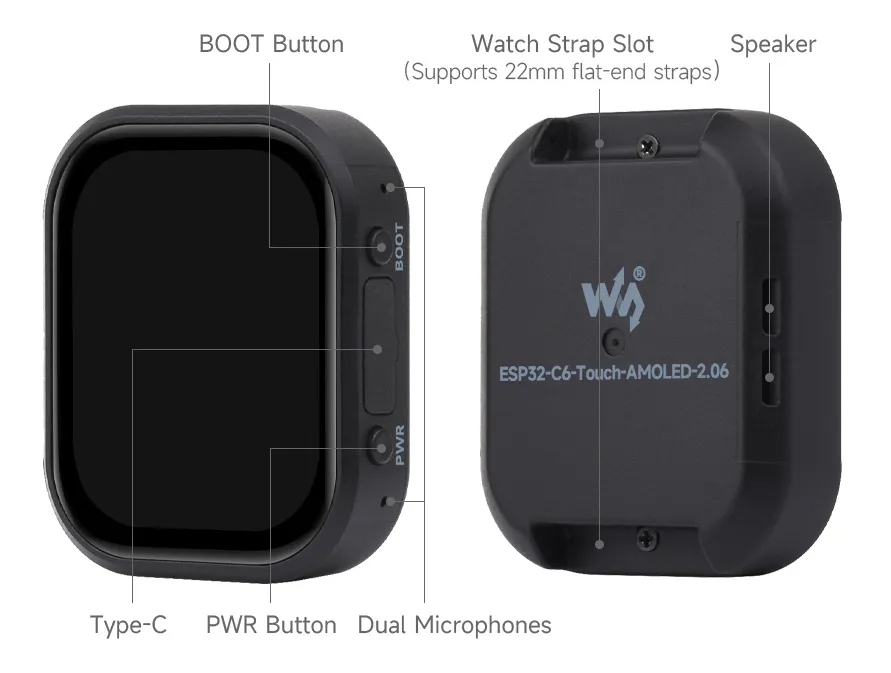 BOOT Button
Watch Strap Slot
(Supports 22mm flat-end straps)
Speaker
BOOT
PWR
W
®
ESP32-C6-Touch-AMOLED-2.06
Type-C
PWR Button
Dual Microphones